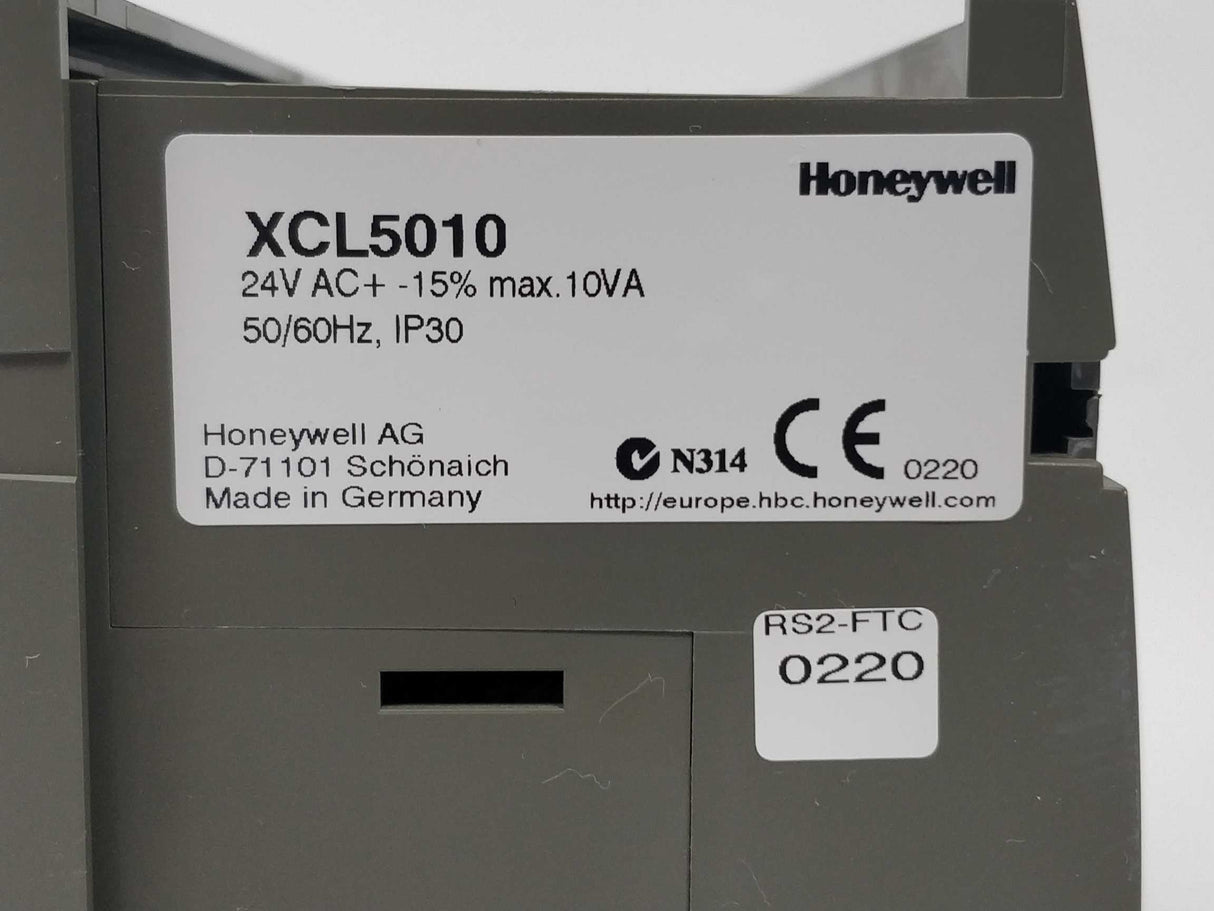 Honeywell
XCL5010
24V AC+ -15% max.10VA
50/60Hz, IP30
Honeywell AG
D-71101 Schönaich
Made in Germany
N314 CE 0220
http://europe.hbc.honeywell.com
RS2-FTC
0220